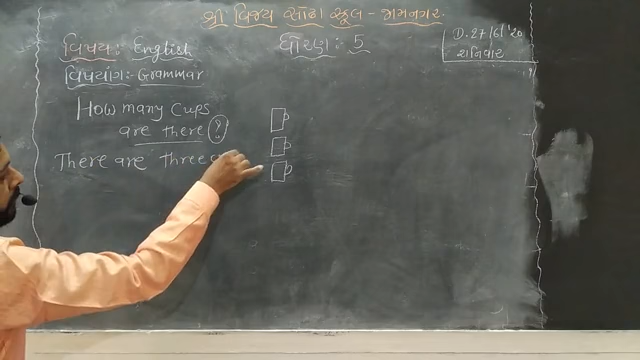 શ્રી વિજય સોઢા સ્કૂલ - જામનગર.
વિષય: English
ધોરણ: 5
D. 27/6/'20
શનિવાર
વિષયાંગ:- Grammar
How many Cups
are there ?
There are three c